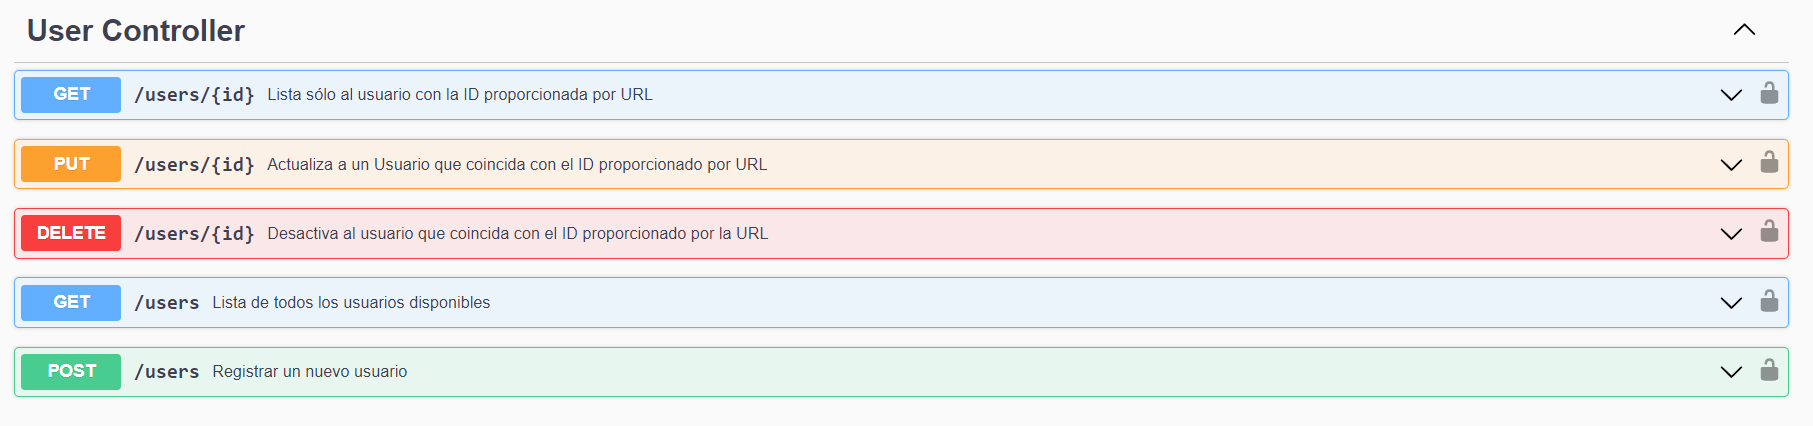 User Controller
GET /users/{id} Lista sólo al usuario con la ID proporcionada por URL
PUT /users/{id} Actualiza a un Usuario que coincida con el ID proporcionado por URL
DELETE /users/{id} Desactiva al usuario que coincida con el ID proporcionado por la URL
GET /users Lista de todos los usuarios disponibles
POST /users Registrar un nuevo usuario